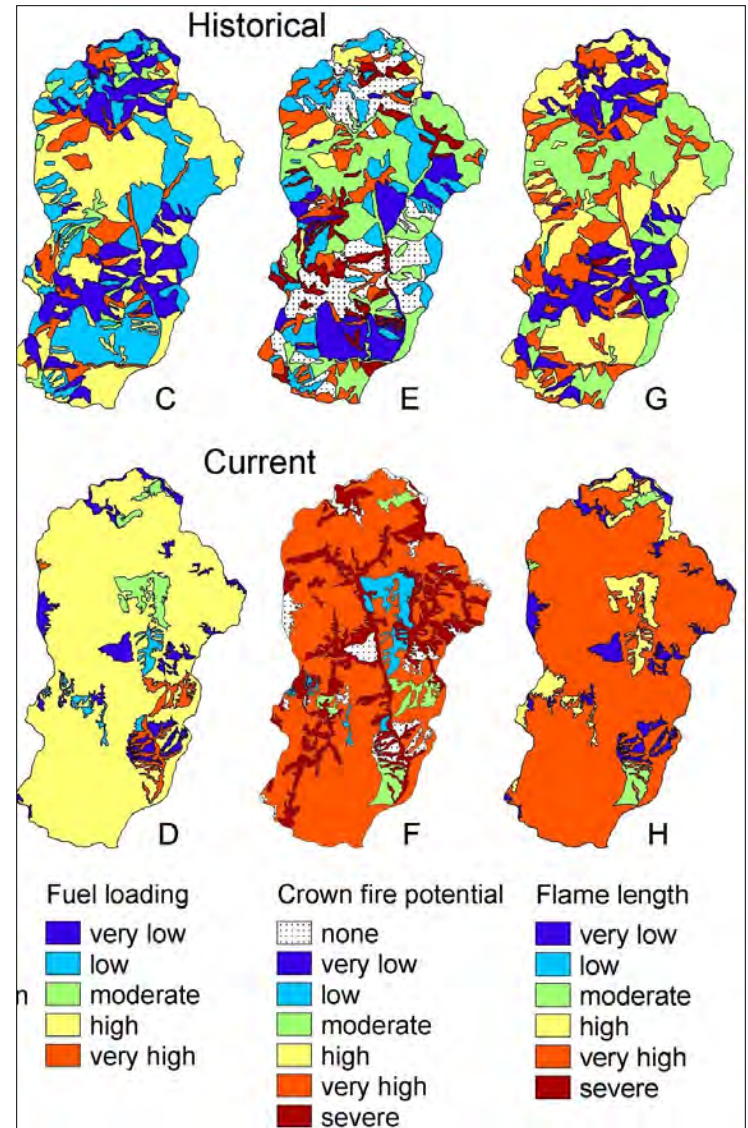 Historical
C
E
G
Current
D
F
H
Fuel loading
very low
low
n
moderate
high
very high
Crown fire potential
none
very low
low
moderate
high
very high
severe
Flame length
very low
low
moderate
high
very high
severe